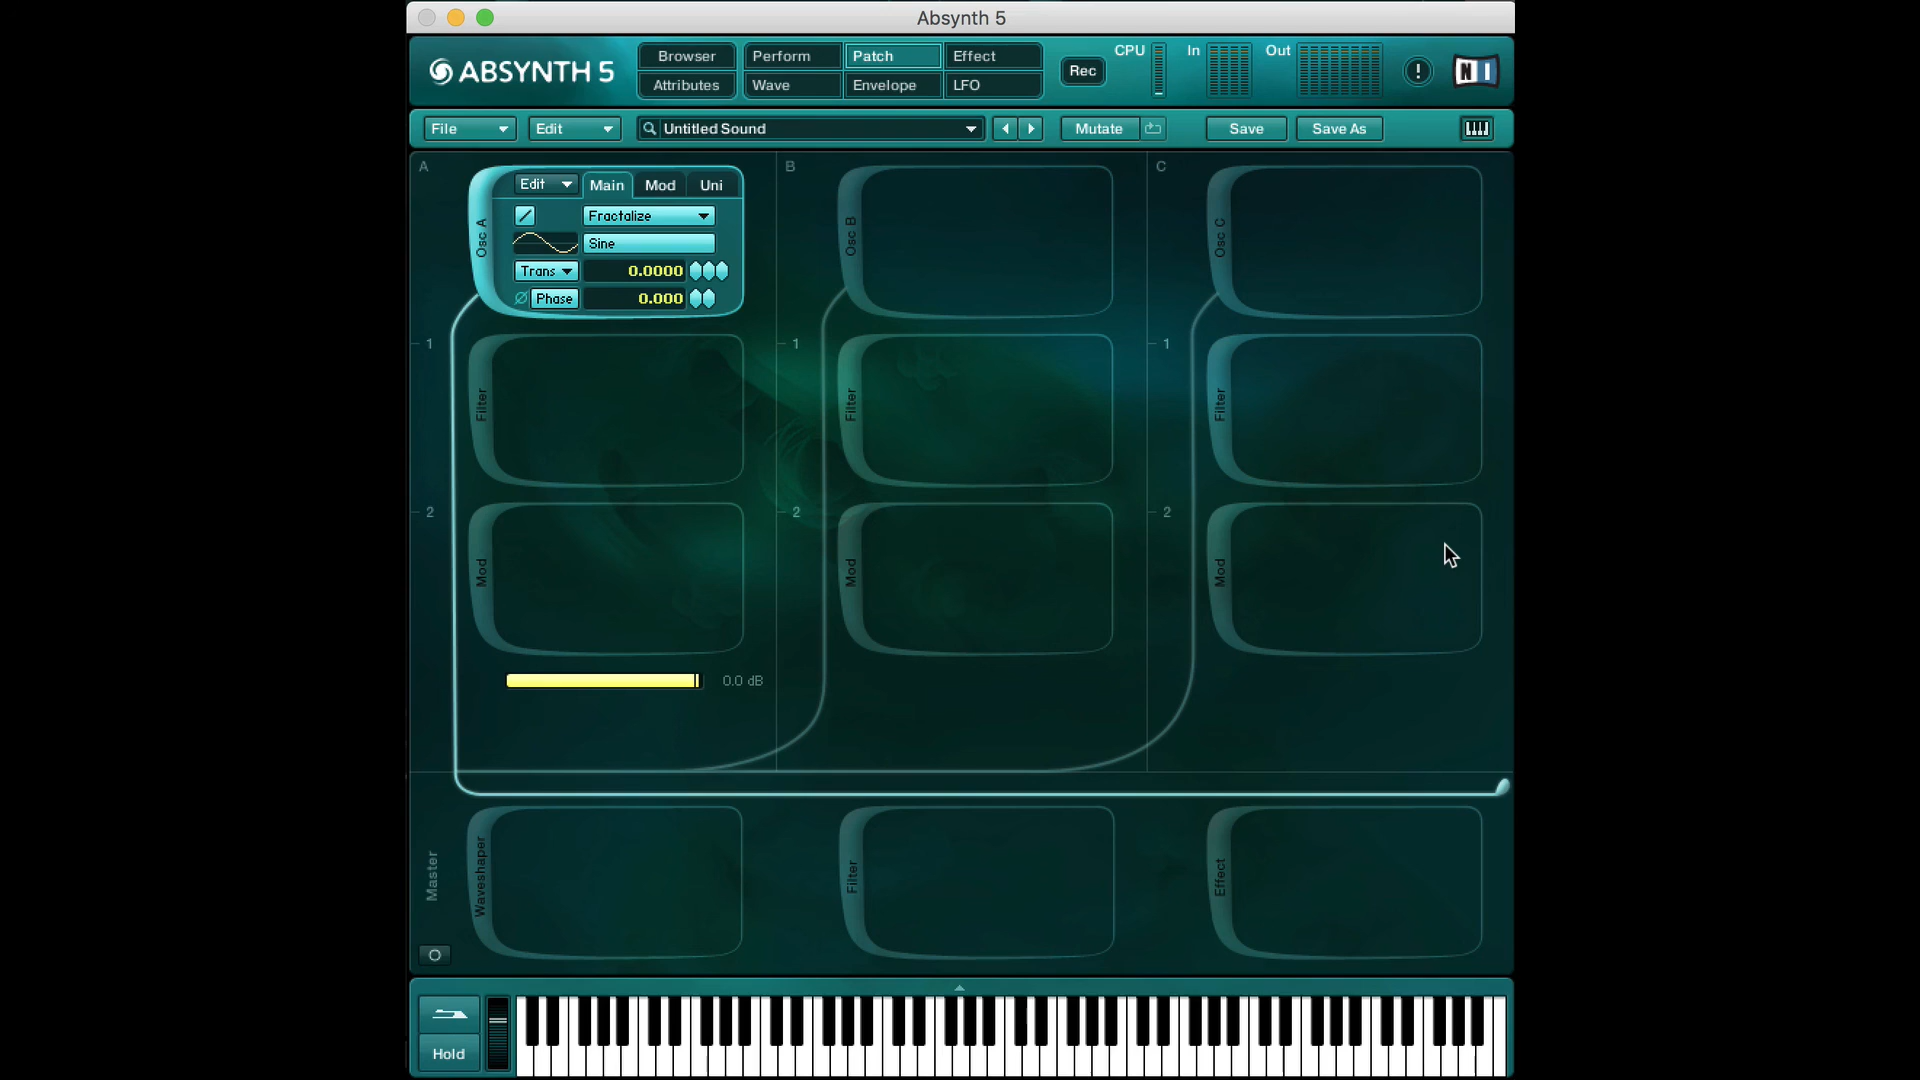 Absynth 5
ABSYNTH 5
Browser
Perform
Patch
Effect
Attributes
Wave
Envelope
LFO
Rec
CPU
In
Out
!
NI
File
Edit
Untitled Sound
Mutate
Save
Save As
A
Osc A
Edit
Main
Mod
Uni
Fractalize
Sine
Trans
0.0000
Phase
0.000
B
Osc B
C
Osc C
1
Filter
1
Filter
1
Filter
2
Mod
2
Mod
2
Mod
0.0 dB
Master
Waveshaper
Filter
Effect
Hold